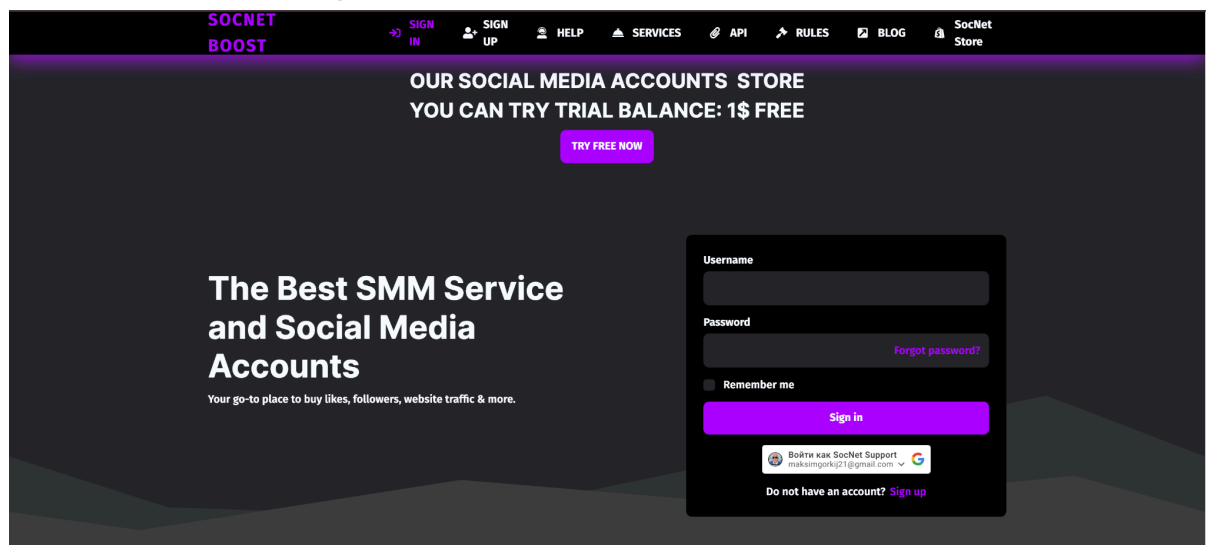 SOCNET
BOOST
SIGN
IN
SIGN
UP
HELP
SERVICES
API
RULES
BLOG
SocNet
Store
OUR SOCIAL MEDIA ACCOUNTS STORE
YOU CAN TRY TRIAL BALANCE: 1$ FREE
TRY FREE NOW
The Best SMM Service
and Social Media
Accounts
Your go-to place to buy likes, followers, website traffic & more.
Username
Password
Forgot password?
Remember me
Sign in
Войти как SocNet Support
maksimgorkij21@gmail.com
Do not have an account? Sign up